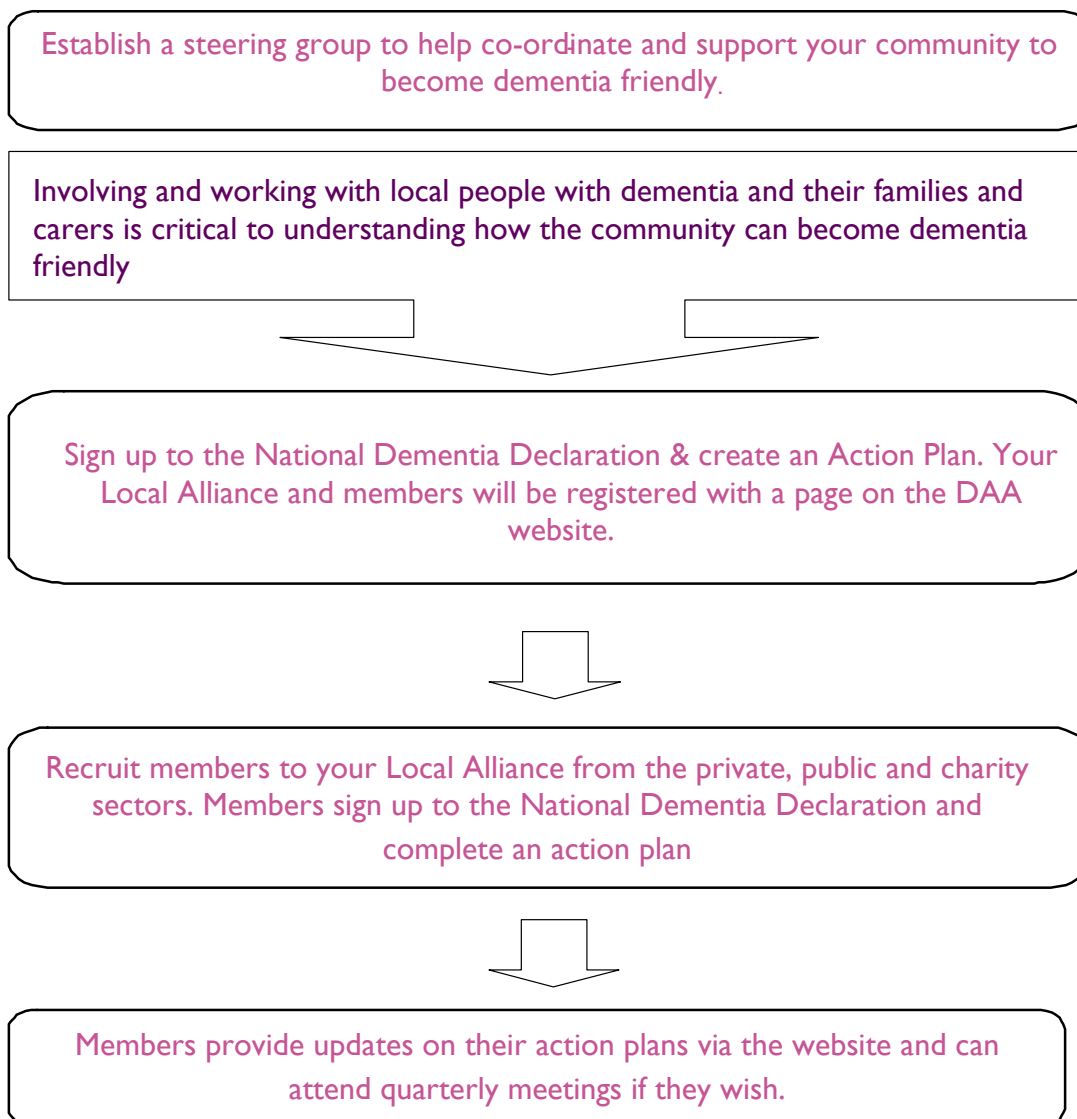 Establish a steering group to help co-ordinate and support your community to
become dementia friendly.
Involving and working with local people with dementia and their families and
carers is critical to understanding how the community can become dementia
friendly
Sign up to the National Dementia Declaration & create an Action Plan. Your
Local Alliance and members will be registered with a page on the DAA
website.
Recruit members to your Local Alliance from the private, public and charity
sectors. Members sign up to the National Dementia Declaration and
complete an action plan
Members provide updates on their action plans via the website and can
attend quarterly meetings if they wish.